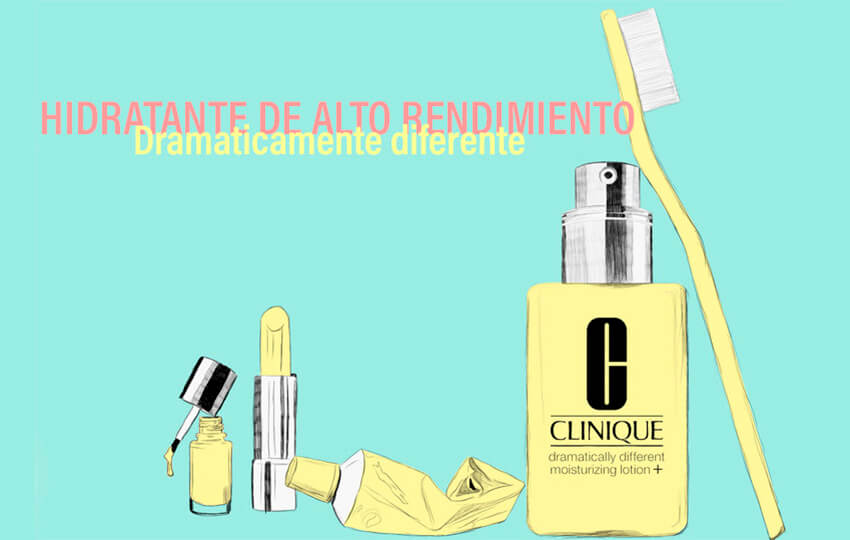 HIDRATANTE DE ALTO RENDIMIENTO
Dramaticamente diferente
C
CLINIQUE
dramatically different
moisturizing lotion +